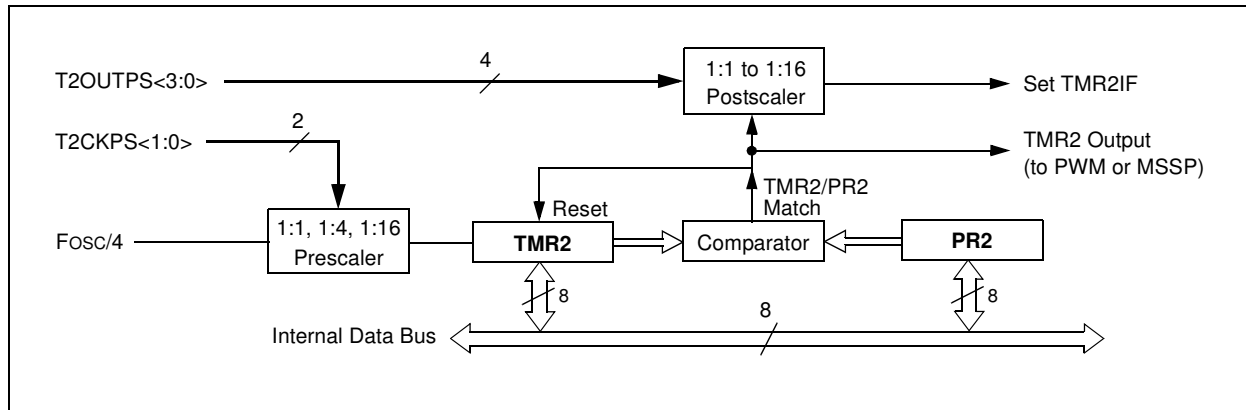 T2OUTPS<3:0>
4
1:1 to 1:16
Postscaler
Set TMR2IF
T2CKPS<1:0>
2
TMR2 Output
(to PWM or MSSP)
TMR2/PR2
Match
Reset
FOSC/4
1:1, 1:4, 1:16
Prescaler
TMR2
Comparator
PR2
8
8
8
Internal Data Bus